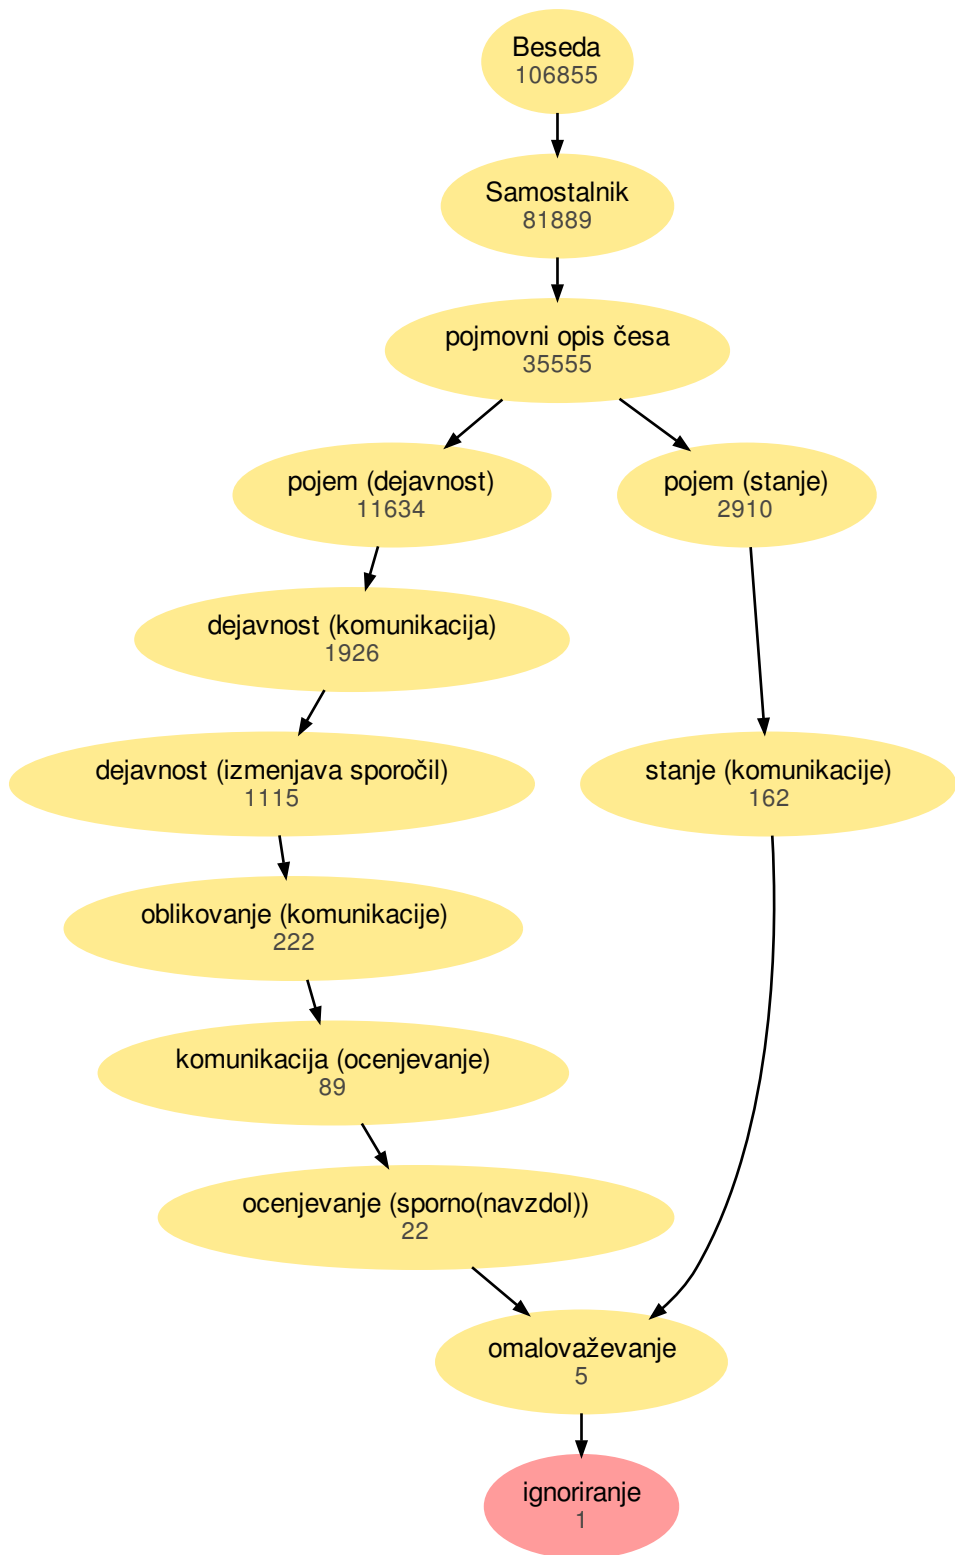 Beseda
106855
Samostalnik
81889
pojmovni opis česa
35555
pojem (dejavnost)
11634
pojem (stanje)
2910
dejavnost (komunikacija)
1926
dejavnost (izmenjava sporočil)
1115
stanje (komunikacije)
162
oblikovanje (komunikacije)
222
komunikacija (ocenjevanje)
89
ocenjevanje (sporno(navzdol))
22
omalovaževanje
5
ignoriranje
1